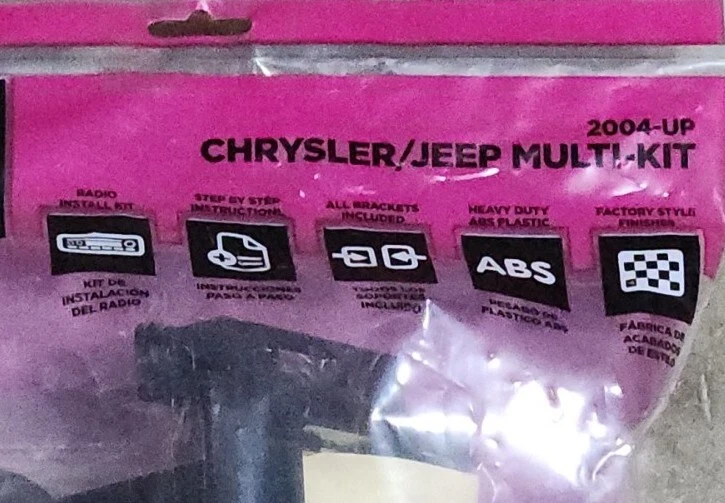 2004-UP
CHRYSLER/JEEP MULTI-KIT
RADIO
INSTALL KIT
KIT DE
INSTALACIÓN
DEL RADIO
STEP BY STEP
INSTRUCTIONS
INSTRUCCIONES
PASO A PASO
ALL BRACKETS
INCLUDED
TODOS LOS
SOPORTES
INCLUIDO
HEAVY DUTY
ABS PLASTIC
ABS
PESADO DE
PLASTICO ABS
FACTORY STYLE
FINISHES
FÁBRICA DE
ACABADOS
DE ESTILO